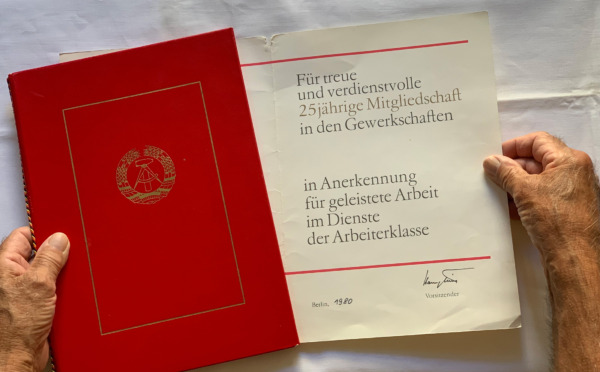 Für treue
und verdienstvolle
25jährige Mitgliedschaft
in den Gewerkschaften
in Anerkennung
für geleistete Arbeit
im Dienste
der Arbeiterklasse
Berlin, 1980
Vorsitzender